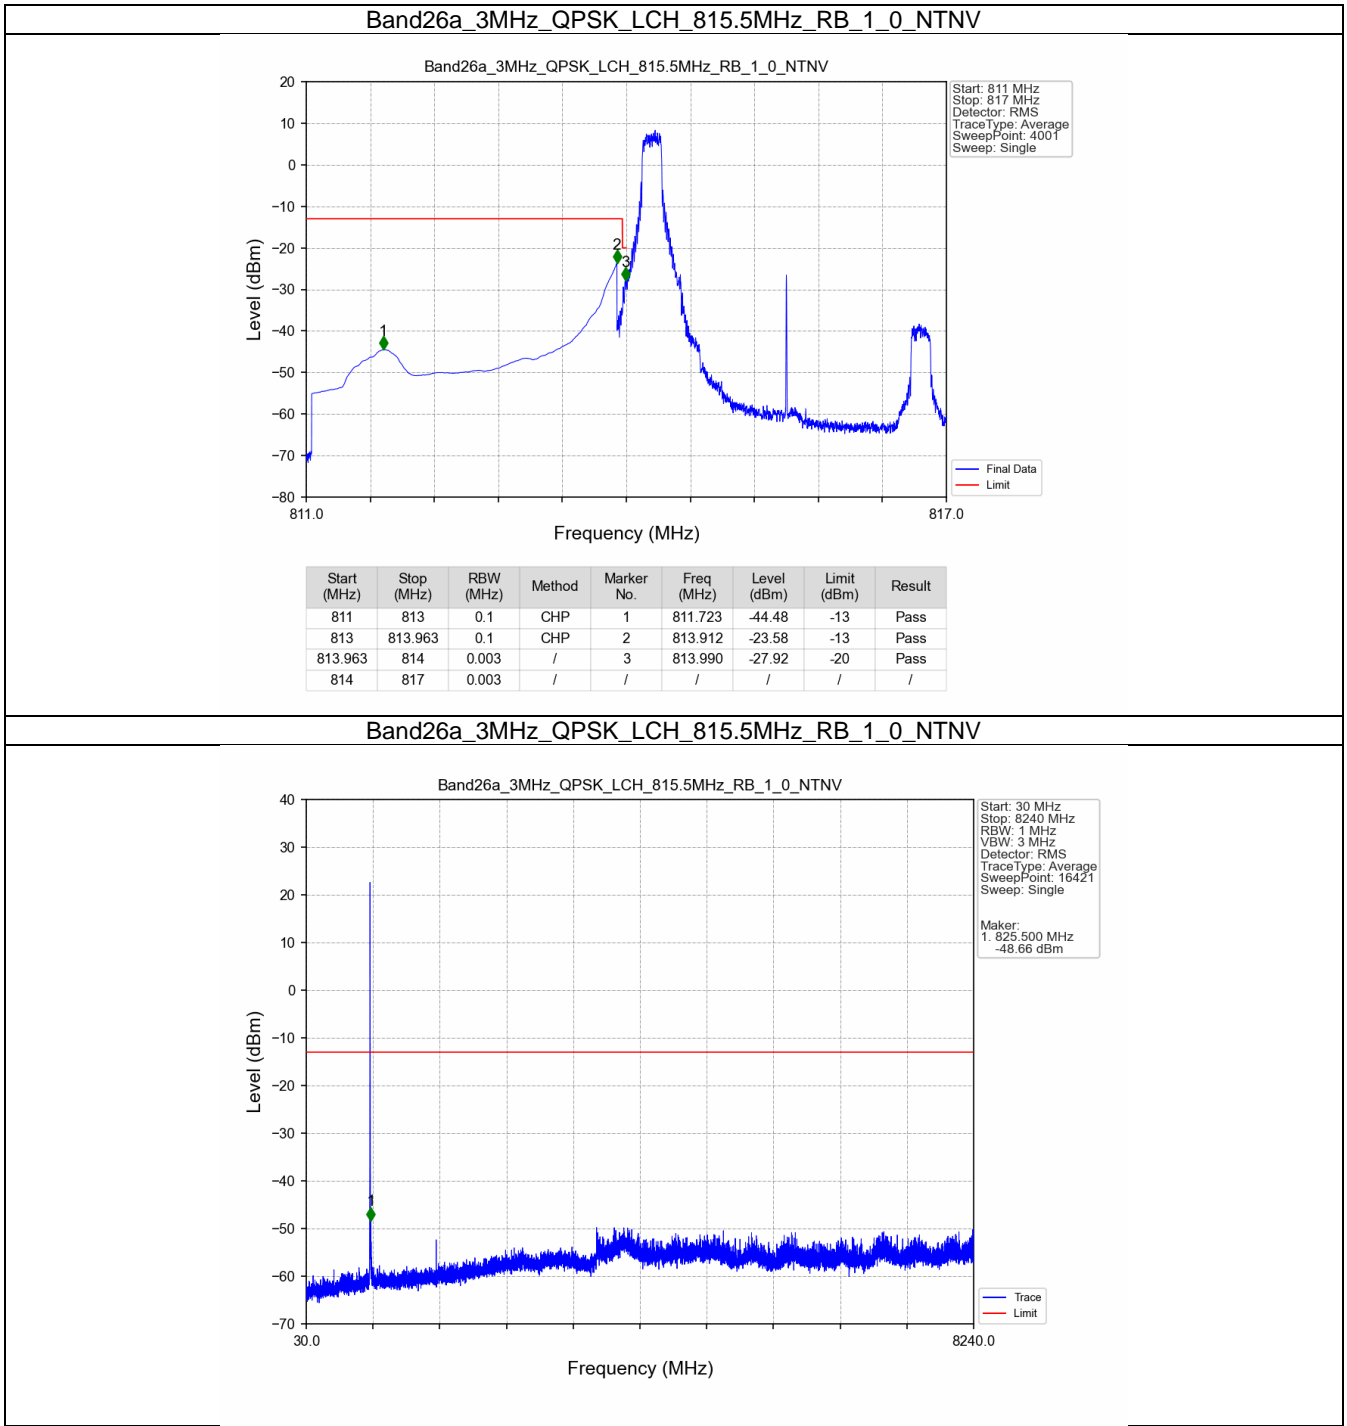 Band26a_3MHz_QPSK_LCH_815.5MHz_RB_1_0_NTNV
Band26a_3MHz_QPSK_LCH_815.5MHz_RB_1_0_NTNV
Start: 811 MHz
Stop: 817 MHz
Detector: RMS
TraceType: Average
SweepPoint: 4001
Sweep: Single
20
10
0
−10
−20
−30
−40
−50
−60
−70
−80
Level (dBm)
1
2
3
Final Data
Limit
811.0
817.0
Frequency (MHz)
Start (MHz) Stop (MHz) RBW (MHz) Method Marker No. Freq (MHz) Level (dBm) Limit (dBm) Result
811 813 0.1 CHP 1 811.723 -44.48 -13 Pass
813 813.963 0.1 CHP 2 813.912 -23.58 -13 Pass
813.963 814 0.003 / 3 813.990 -27.92 -20 Pass
814 817 0.003 / / / / / /
Band26a_3MHz_QPSK_LCH_815.5MHz_RB_1_0_NTNV
Band26a_3MHz_QPSK_LCH_815.5MHz_RB_1_0_NTNV
Start: 30 MHz
Stop: 8240 MHz
RBW: 1 MHz
VBW: 3 MHz
Detector: RMS
TraceType: Average
SweepPoint: 16421
Sweep: Single
Maker:
1. 825.500 MHz
-48.66 dBm
40
30
20
10
0
−10
−20
−30
−40
−50
−60
−70
Level (dBm)
1
Trace
Limit
30.0
8240.0
Frequency (MHz)